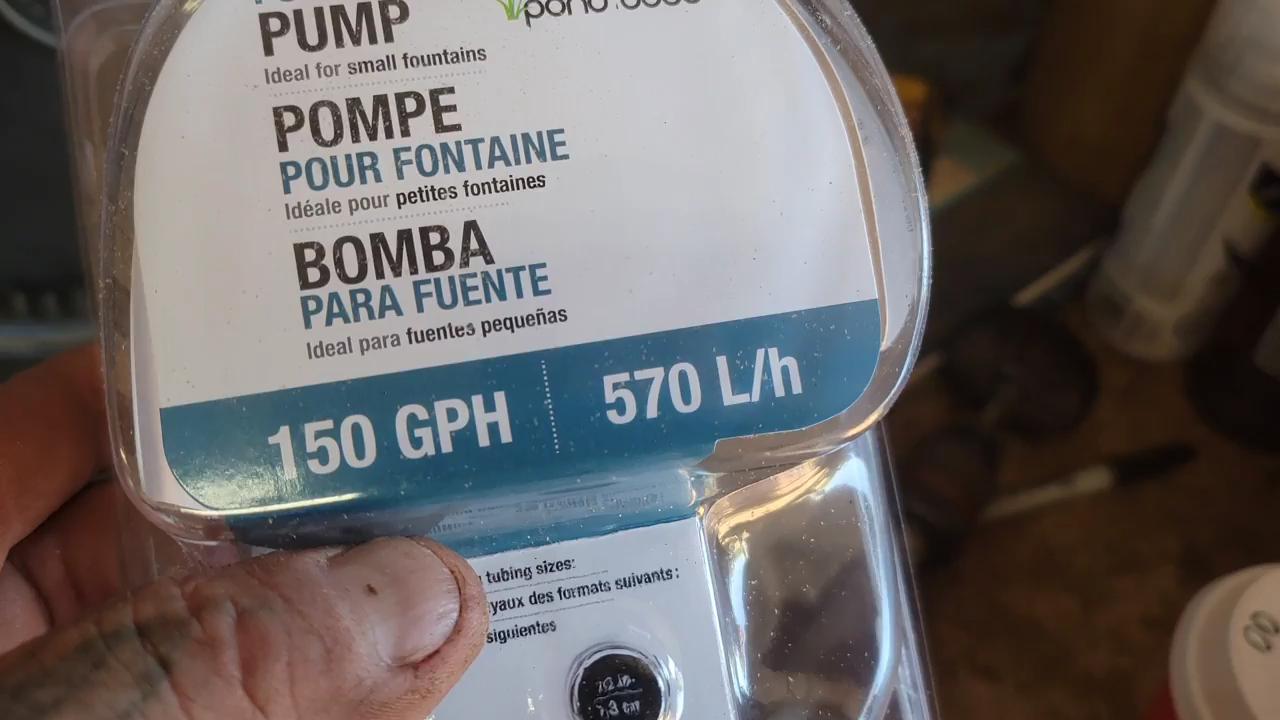 PUMP
Ideal for small fountains
POMPE
POUR FONTAINE
Idéale pour petites fontaines
BOMBA
PARA FUENTE
Ideal para fuentes pequeñas
150 GPH
570 L/h
tubing sizes:
yaux des formats suivants:
siguientes